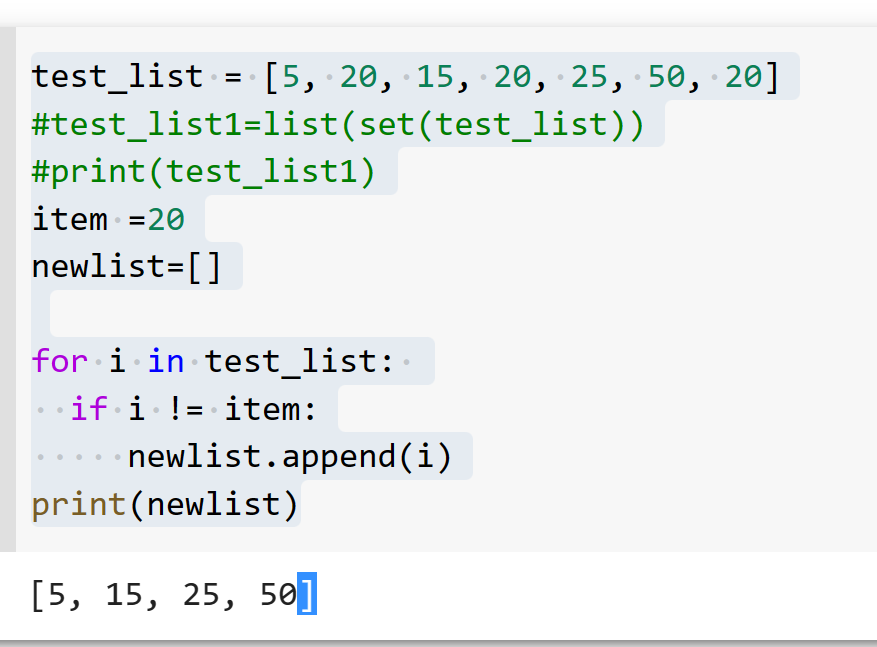 test_list = [5, 20, 15, 20, 25, 50, 20]
#test_list1=list(set(test_list))
#print(test_list1)
item =20
newlist=[]
for i in test_list: 
  if i != item:
     newlist.append(i)
print(newlist)
[5, 15, 25, 50]